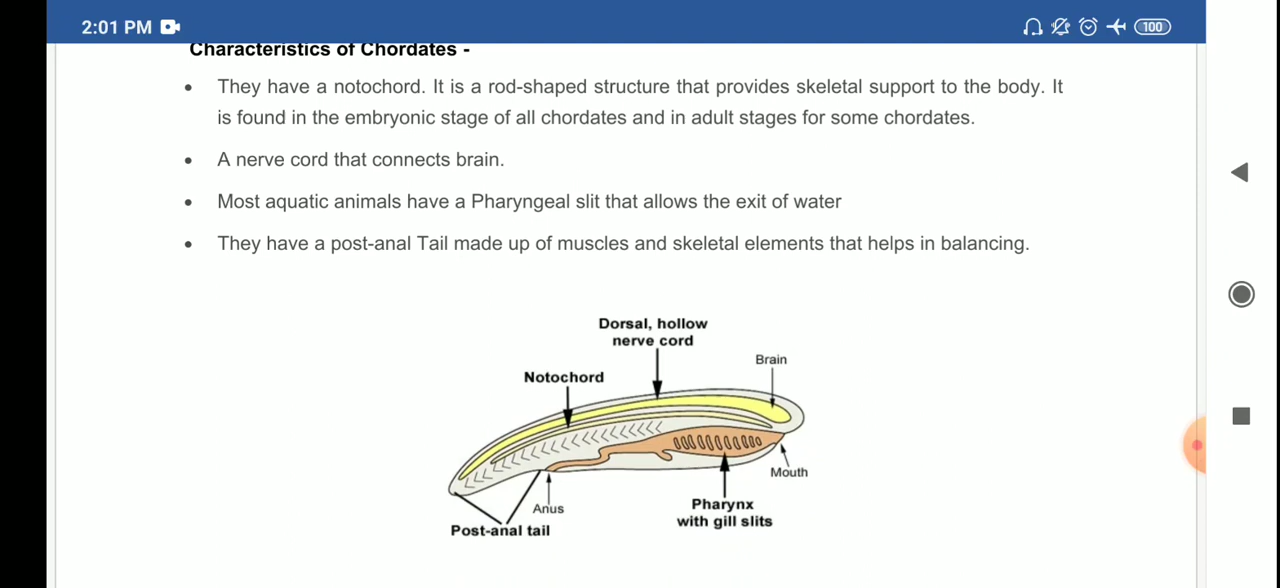 2:01 PM
100
Characteristics of Chordates -
• They have a notochord. It is a rod-shaped structure that provides skeletal support to the body. It
is found in the embryonic stage of all chordates and in adult stages for some chordates.
• A nerve cord that connects brain.
• Most aquatic animals have a Pharyngeal slit that allows the exit of water
• They have a post-anal Tail made up of muscles and skeletal elements that helps in balancing.
Dorsal, hollow
nerve cord
Brain
Notochord
Mouth
Anus
Pharynx
with gill slits
Post-anal tail